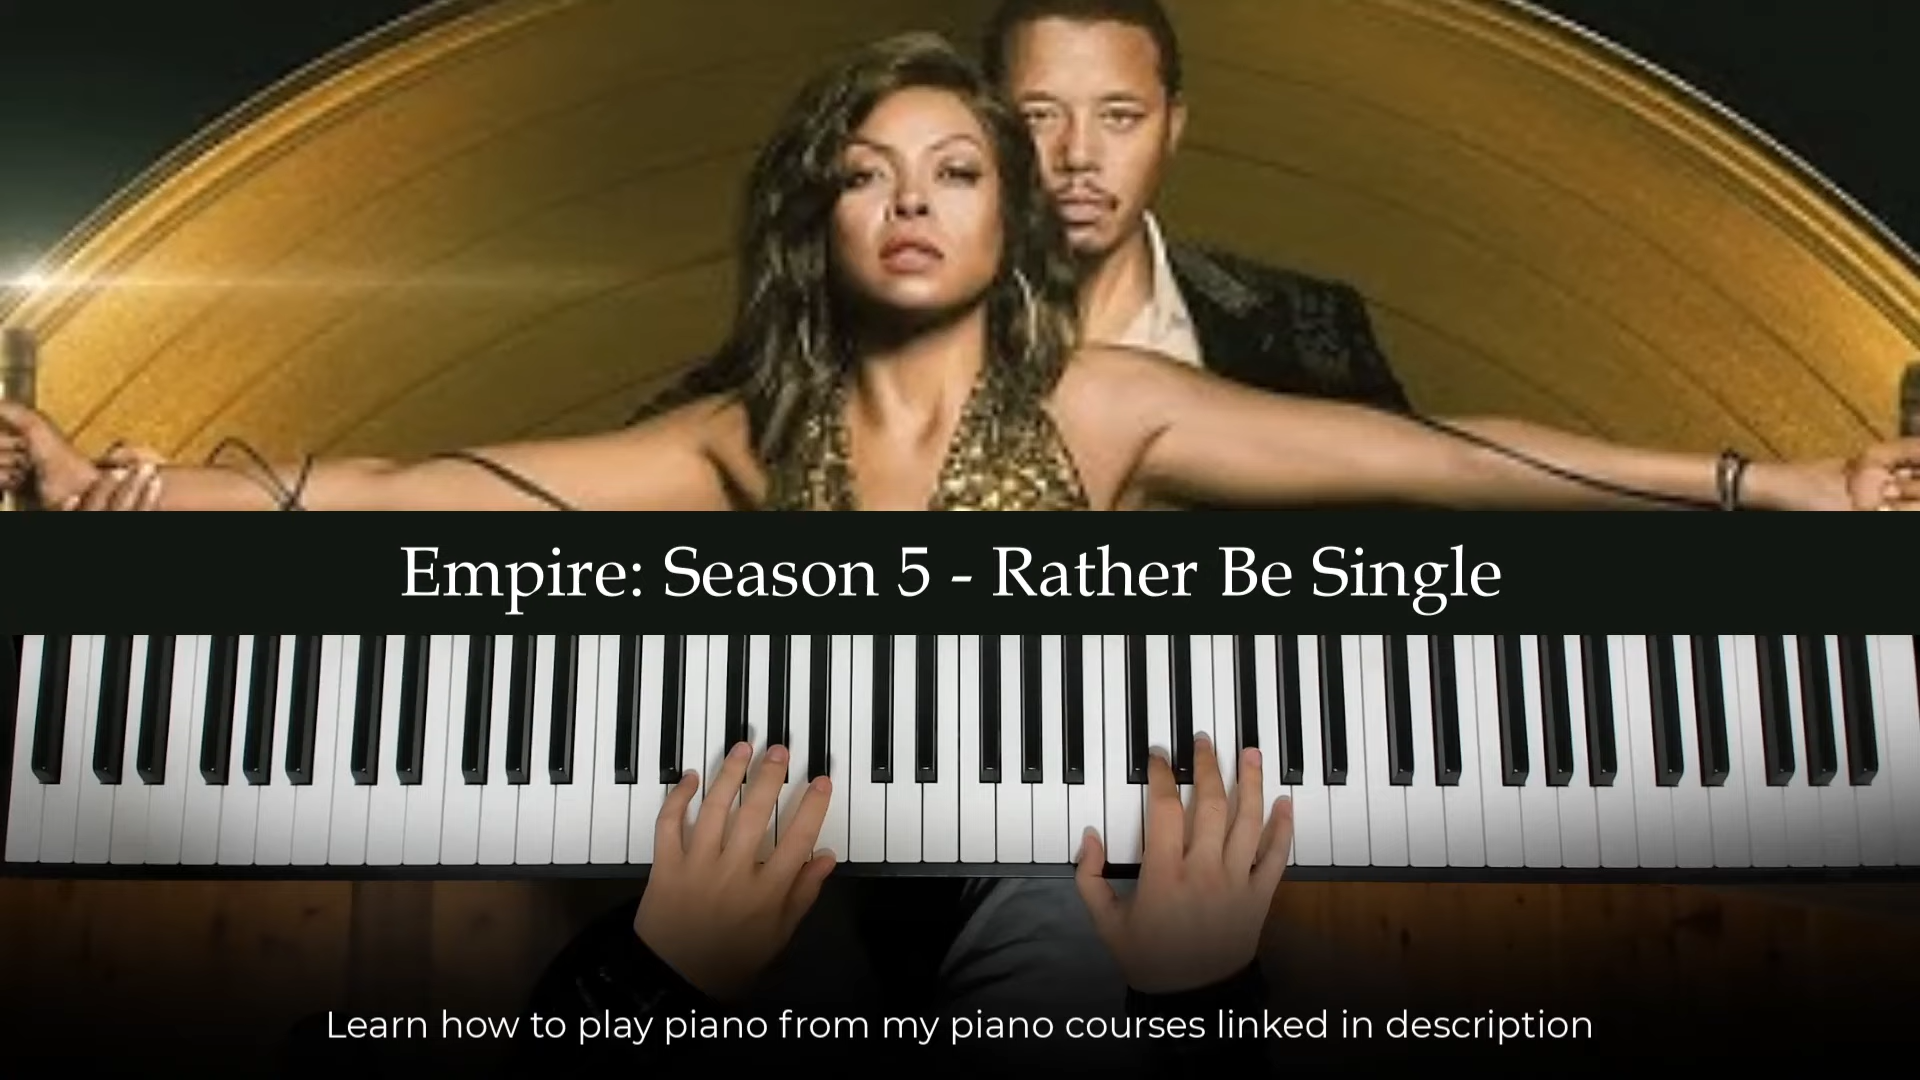 Empire: Season 5 - Rather Be Single
Learn how to play piano from my piano courses linked in description